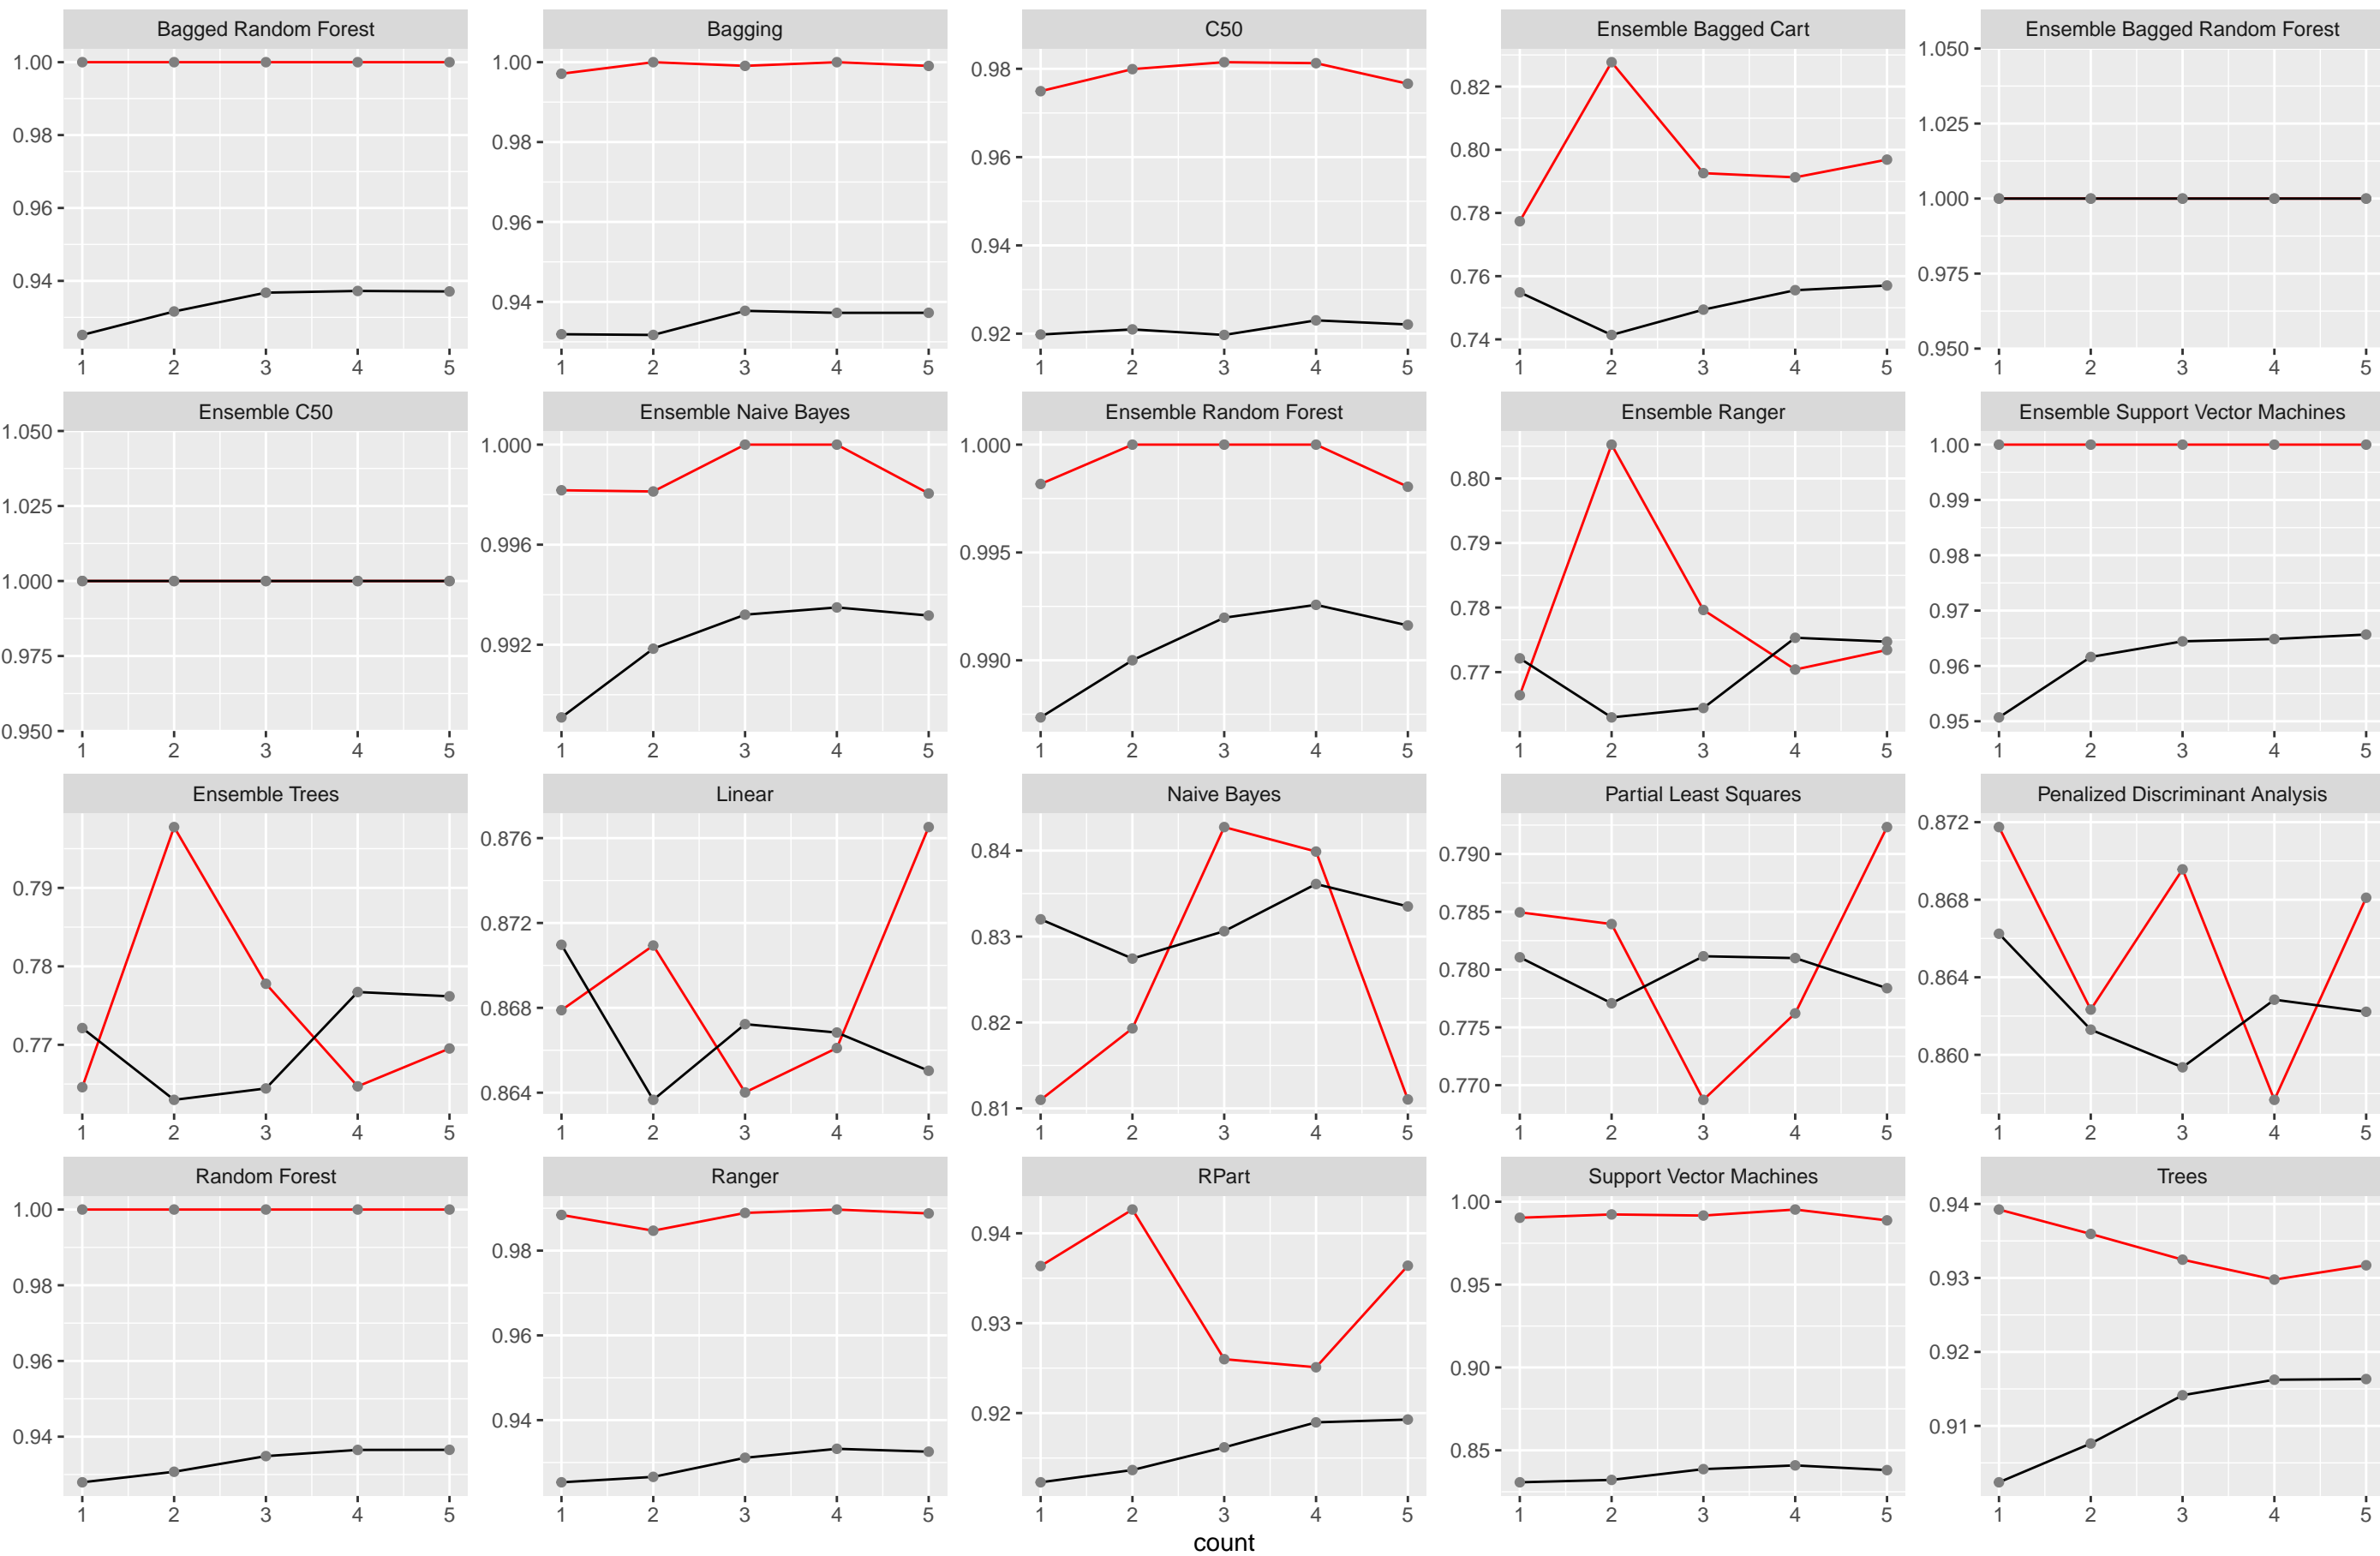 Bagged Random Forest
1.00
0.98
0.96
0.94
1 2 3 4 5
Bagging
1.00
0.98
0.96
0.94
1 2 3 4 5
C50
0.98
0.96
0.94
0.92
1 2 3 4 5
Ensemble Bagged Cart
0.82
0.80
0.78
0.76
0.74
1 2 3 4 5
Ensemble Bagged Random Forest
1.050
1.025
1.000
0.975
0.950
1 2 3 4 5
Ensemble C50
1.050
1.025
1.000
0.975
0.950
1 2 3 4 5
Ensemble Naive Bayes
1.000
0.996
0.992
1 2 3 4 5
Ensemble Random Forest
1.000
0.995
0.990
1 2 3 4 5
Ensemble Ranger
0.80
0.79
0.78
0.77
1 2 3 4 5
Ensemble Support Vector Machines
1.00
0.99
0.98
0.97
0.96
0.95
1 2 3 4 5
Ensemble Trees
0.79
0.78
0.77
1 2 3 4 5
Linear
0.876
0.872
0.868
0.864
1 2 3 4 5
Naive Bayes
0.84
0.83
0.82
0.81
1 2 3 4 5
Partial Least Squares
0.790
0.785
0.780
0.775
0.770
1 2 3 4 5
Penalized Discriminant Analysis
0.872
0.868
0.864
0.860
1 2 3 4 5
Random Forest
1.00
0.98
0.96
0.94
1 2 3 4 5
Ranger
0.98
0.96
0.94
1 2 3 4 5
RPart
0.94
0.93
0.92
1 2 3 4 5
Support Vector Machines
1.00
0.95
0.90
0.85
1 2 3 4 5
Trees
0.94
0.93
0.92
0.91
1 2 3 4 5
count